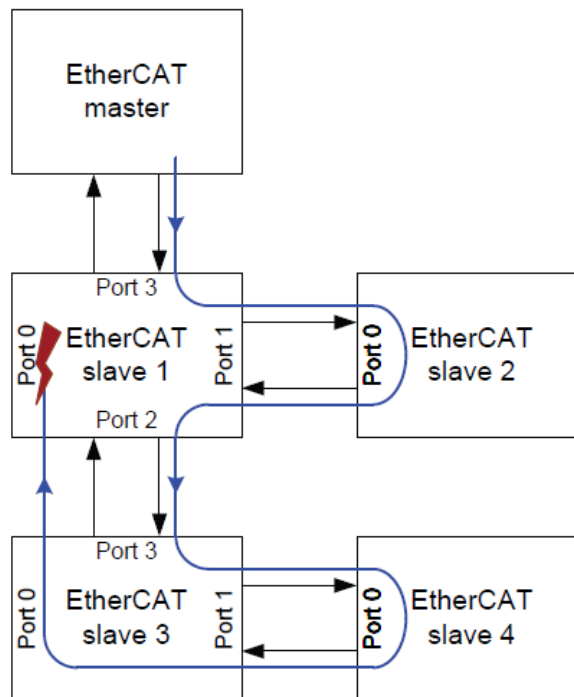 EtherCAT
master
Port 3
Port 0
EtherCAT
slave 1
Port 1
Port 2
Port 0
EtherCAT
slave 2
Port 3
Port 0
EtherCAT
slave 3
Port 1
Port 0
EtherCAT
slave 4